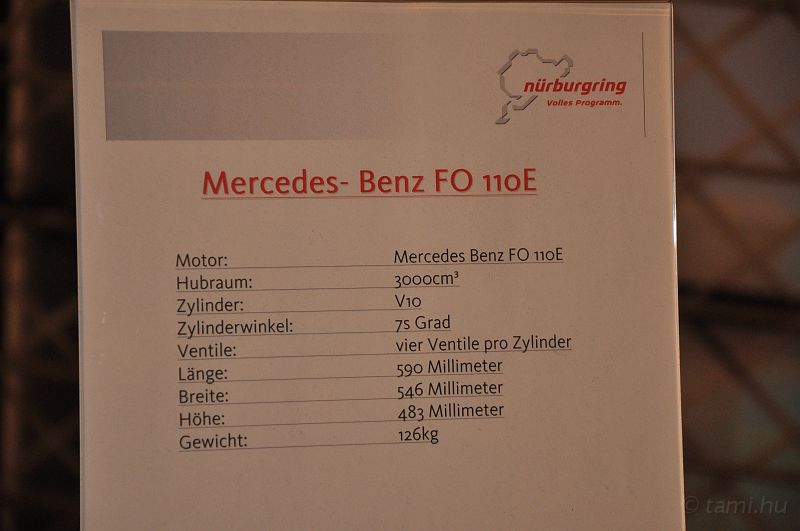 nürburgring
Volles Programm.
Mercedes- Benz FO 110E
Motor: Mercedes Benz FO 110E
Hubraum: 3000cm³
Zylinder: V10
Zylinderwinkel: 7s Grad
Ventile: vier Ventile pro Zylinder
Länge: 590 Millimeter
Breite: 546 Millimeter
Höhe: 483 Millimeter
Gewicht: 126kg
© tami.hu